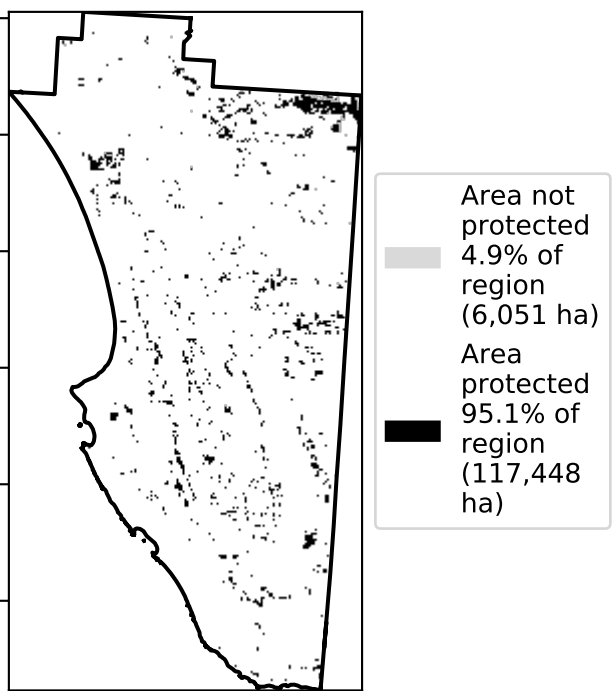 Area not
protected
4.9% of
region
(6,051 ha)
Area
protected
95.1% of
region
(117,448
ha)